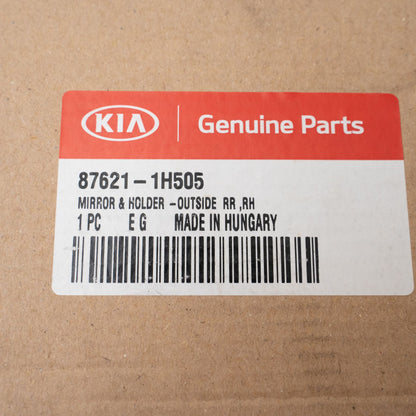 KIA Genuine Parts
87621-1H505
MIRROR & HOLDER -OUTSIDE RR ,RH
1 PC E G MADE IN HUNGARY